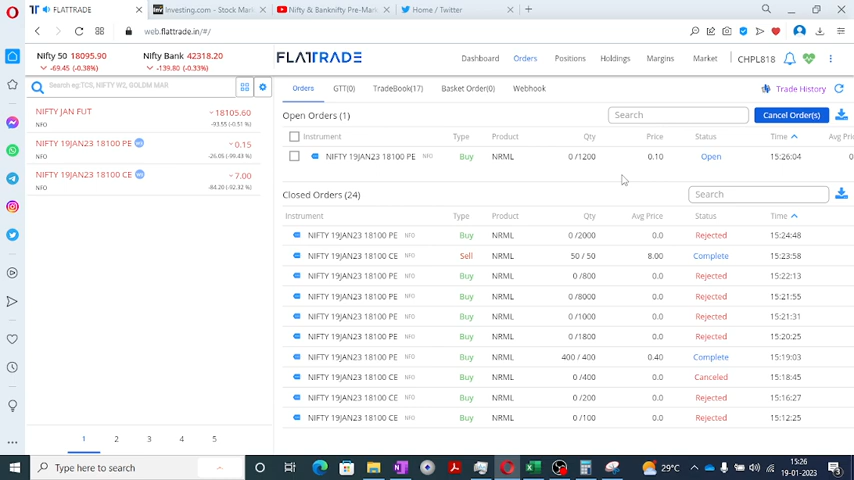 FLATTRADE
Investing.com - Stock Mark
Nifty & Banknifty Pre-Mark
Home / Twitter
web.flattrade.in/#/
Nifty 50 18095.90
-69.45 (-0.38%)
Nifty Bank 42318.20
-139.80 (-0.33%)
FLATTRADE
Dashboard Orders Positions Holdings Margins Market CHPL818
Search eg:TCS, NIFTY W2, GOLDM MAR
Orders GTT(0) TradeBook(17) Basket Order(0) Webhook Trade History
NIFTY JAN FUT 18105.60
NFO -93.55 (-0.51 %)
NIFTY 19JAN23 18100 PE 0.15
NFO -26.05 (-99.43 %)
NIFTY 19JAN23 18100 CE 7.00
NFO -84.20 (-92.32 %)
Open Orders (1) Search Cancel Order(s)
Instrument Type Product Qty Price Status Time Avg Pri
NIFTY 19JAN23 18100 PE NFO Buy NRML 0 /1200 0.10 Open 15:26:04 0
Closed Orders (24) Search
Instrument Type Product Qty Avg Price Status Time
NIFTY 19JAN23 18100 PE NFO Buy NRML 0 /2000 0.0 Rejected 15:24:48
NIFTY 19JAN23 18100 CE NFO Sell NRML 50 / 50 8.00 Complete 15:23:58
NIFTY 19JAN23 18100 PE NFO Buy NRML 0 /800 0.0 Rejected 15:22:13
NIFTY 19JAN23 18100 PE NFO Buy NRML 0 /8000 0.0 Rejected 15:21:55
NIFTY 19JAN23 18100 PE NFO Buy NRML 0 /1000 0.0 Rejected 15:21:31
NIFTY 19JAN23 18100 PE NFO Buy NRML 0 /1800 0.0 Rejected 15:20:25
NIFTY 19JAN23 18100 PE NFO Buy NRML 400 / 400 0.40 Complete 15:19:03
NIFTY 19JAN23 18100 CE NFO Buy NRML 0 /400 0.0 Canceled 15:18:45
NIFTY 19JAN23 18100 CE NFO Buy NRML 0 /200 0.0 Rejected 15:16:27
NIFTY 19JAN23 18100 CE NFO Buy NRML 0 /100 0.0 Rejected 15:12:25
1 2 3 4 5
Type here to search
29°C
15:26
19-01-2023
3